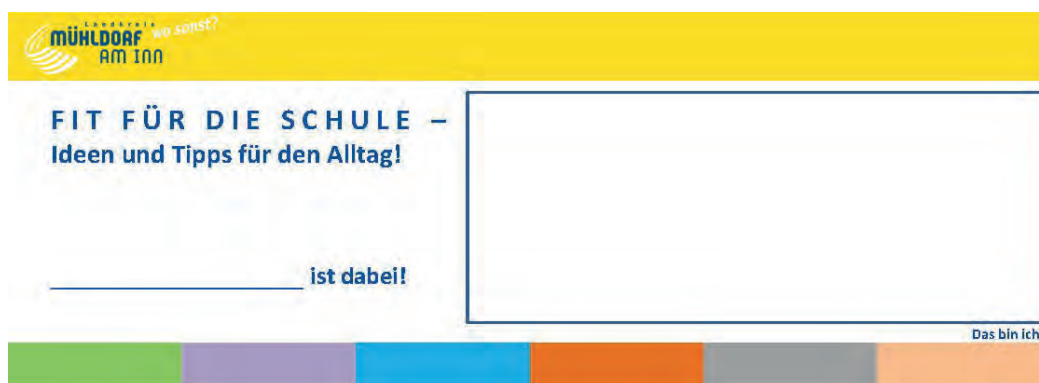 Landkreis
wo sonst?
MÜHLDORF
AM INN
FIT FÜR DIE SCHULE –
Ideen und Tipps für den Alltag!
ist dabei!
Das bin ich